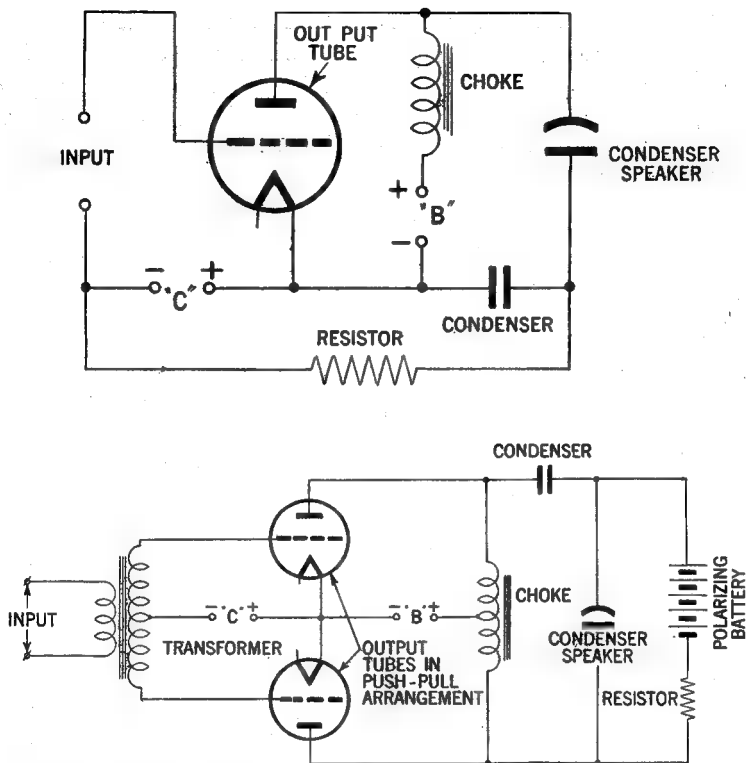 OUT PUT
TUBE
CHOKE
INPUT
CONDENSER
SPEAKER
+
"B"
−
− "C" +
CONDENSER
RESISTOR
CONDENSER
INPUT
TRANSFORMER
− "C" +
− "B" +
CHOKE
OUTPUT
TUBES IN
PUSH-PULL
ARRANGEMENT
CONDENSER
SPEAKER
POLARIZING
BATTERY
RESISTOR